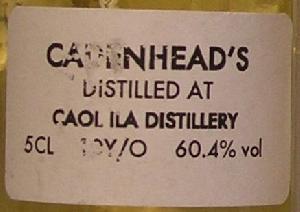 CADENHEAD'S
DISTILLED AT
CAOL ILA DISTILLERY
5CL 60.4% vol